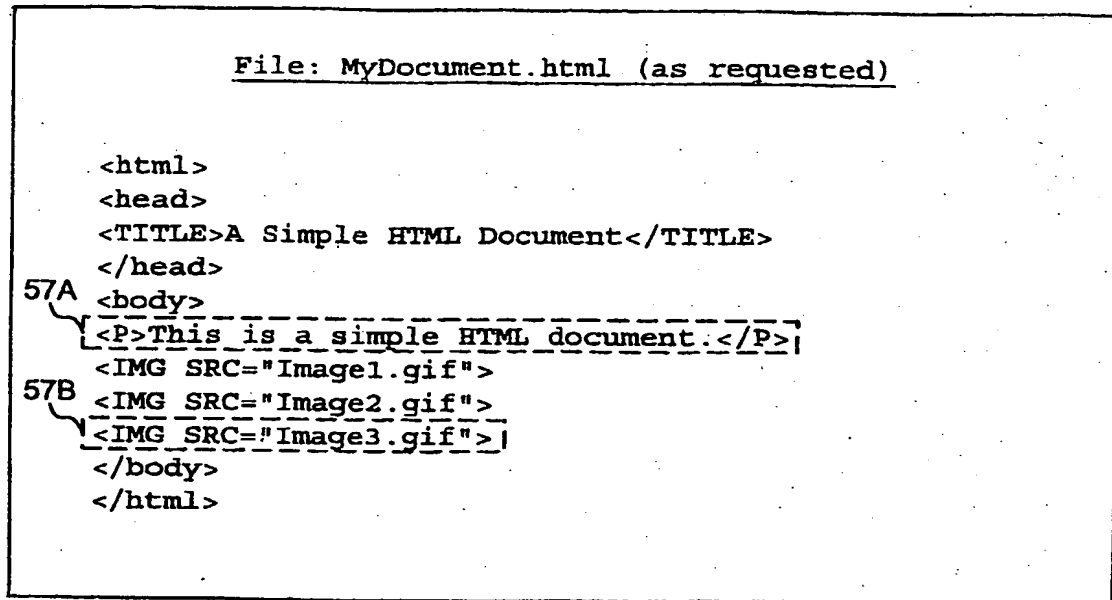 File: MyDocument.html (as requested)
<html>
<head>
<TITLE>A Simple HTML Document</TITLE>
</head>
57A
<body>
<P>This is a simple HTML document.</P>
<IMG SRC="Image1.gif">
57B
<IMG SRC="Image2.gif">
<IMG SRC="Image3.gif">
</body>
</html>